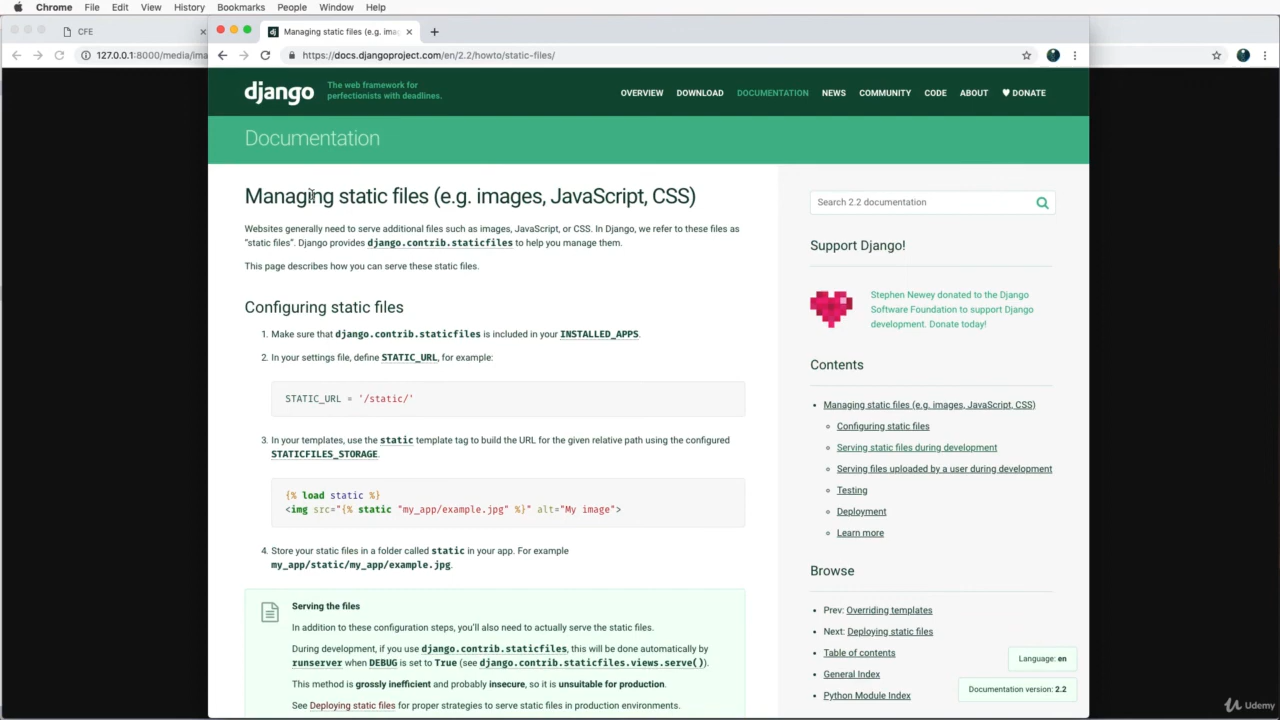 Chrome File Edit View History Bookmarks People Window Help
CFE
Managing static files (e.g. imag
127.0.0.1:8000/media/ima
https://docs.djangoproject.com/en/2.2/howto/static-files/
django
The web framework for
perfectionists with deadlines.
OVERVIEW DOWNLOAD DOCUMENTATION NEWS COMMUNITY CODE ABOUT ♥ DONATE
Documentation
Managing static files (e.g. images, JavaScript, CSS)
Websites generally need to serve additional files such as images, JavaScript, or CSS. In Django, we refer to these files as
“static files”. Django provides django.contrib.staticfiles to help you manage them.
This page describes how you can serve these static files.
Configuring static files
1. Make sure that django.contrib.staticfiles is included in your INSTALLED_APPS.
2. In your settings file, define STATIC_URL, for example:
STATIC_URL = '/static/'
3. In your templates, use the static template tag to build the URL for the given relative path using the configured
STATICFILES_STORAGE.
{% load static %}
<img src="{% static "my_app/example.jpg" %}" alt="My image">
4. Store your static files in a folder called static in your app. For example
my_app/static/my_app/example.jpg.
Serving the files
In addition to these configuration steps, you’ll also need to actually serve the static files.
During development, if you use django.contrib.staticfiles, this will be done automatically by
runserver when DEBUG is set to True (see django.contrib.staticfiles.views.serve()).
This method is grossly inefficient and probably insecure, so it is unsuitable for production.
See Deploying static files for proper strategies to serve static files in production environments.
Search 2.2 documentation
Support Django!
Stephen Newey donated to the Django
Software Foundation to support Django
development. Donate today!
Contents
Managing static files (e.g. images, JavaScript, CSS)
Configuring static files
Serving static files during development
Serving files uploaded by a user during development
Testing
Deployment
Learn more
Browse
Prev: Overriding templates
Next: Deploying static files
Table of contents
General Index
Python Module Index
Language: en
Documentation version: 2.2
Udemy